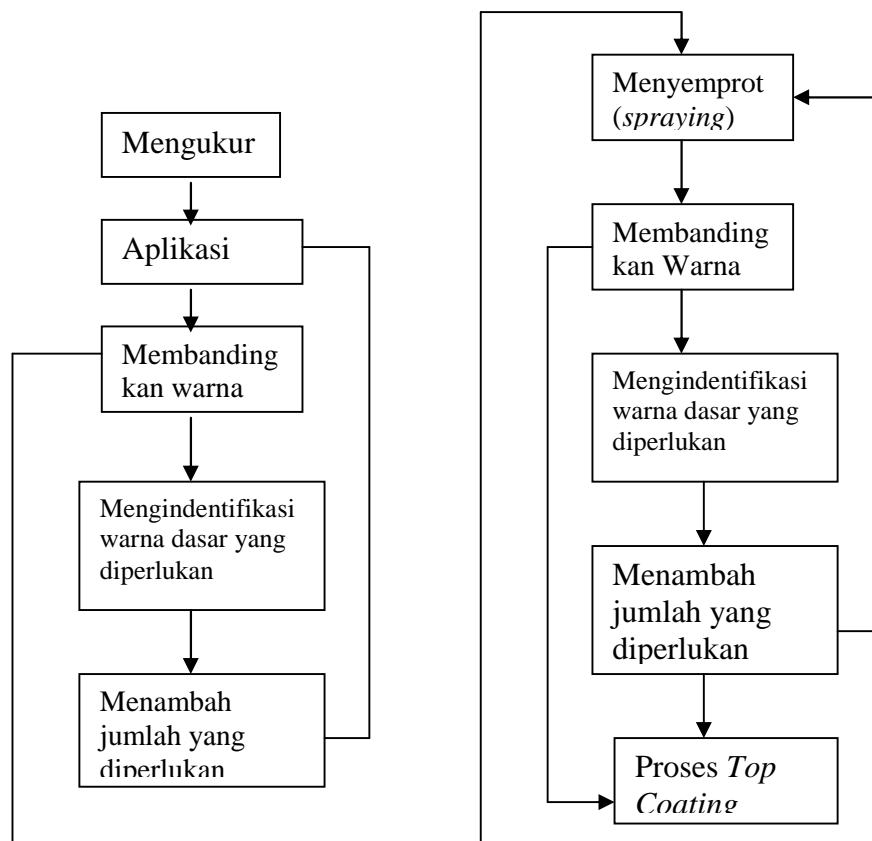 Mengukur
Aplikasi
Membanding
kan warna
Mengindentifikasi
warna dasar yang
diperlukan
Menambah
jumlah yang
diperlukan
Menyemprot
(spraying)
Membanding
kan Warna
Mengindentifikasi
warna dasar yang
diperlukan
Menambah
jumlah yang
diperlukan
Proses Top
Coating